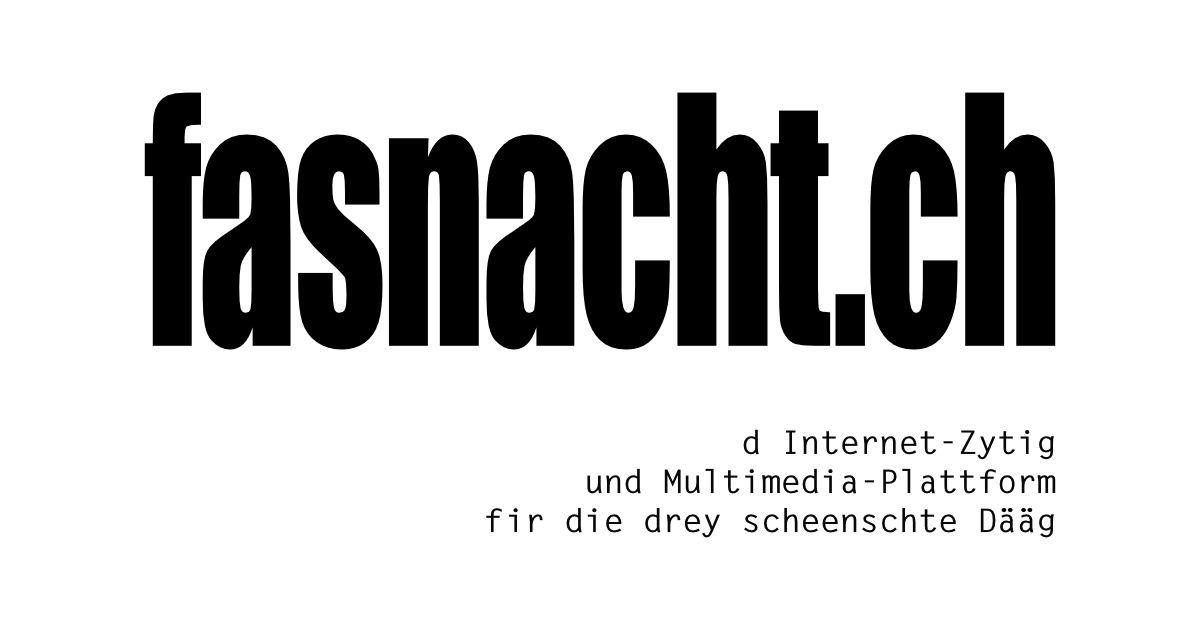 fasnacht.ch
d Internet-Zytig
und Multimedia-Plattform
fir die drey scheenschte Dääg